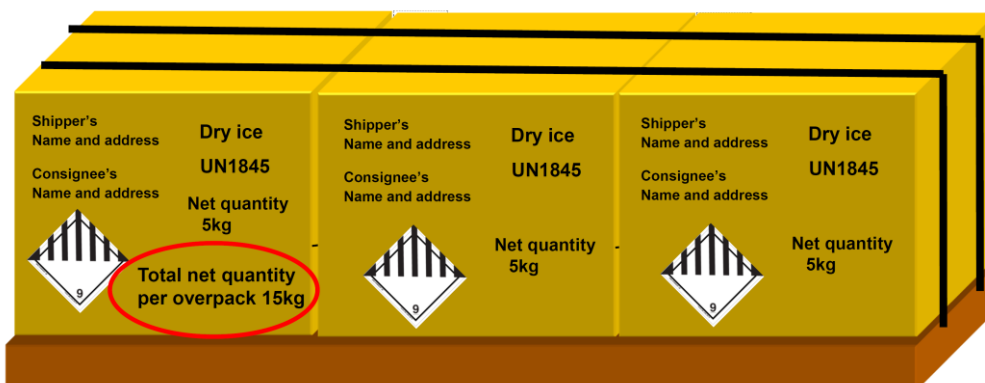 Shipper's
Name and address
Consignee's
Name and address
Dry ice
UN1845
Net quantity
5kg
Total net quantity
per overpack 15kg
9
Shipper's
Name and address
Consignee's
Name and address
Dry ice
UN1845
Net quantity
5kg
9
Shipper's
Name and address
Consignee's
Name and address
Dry ice
UN1845
Net quantity
5kg
9